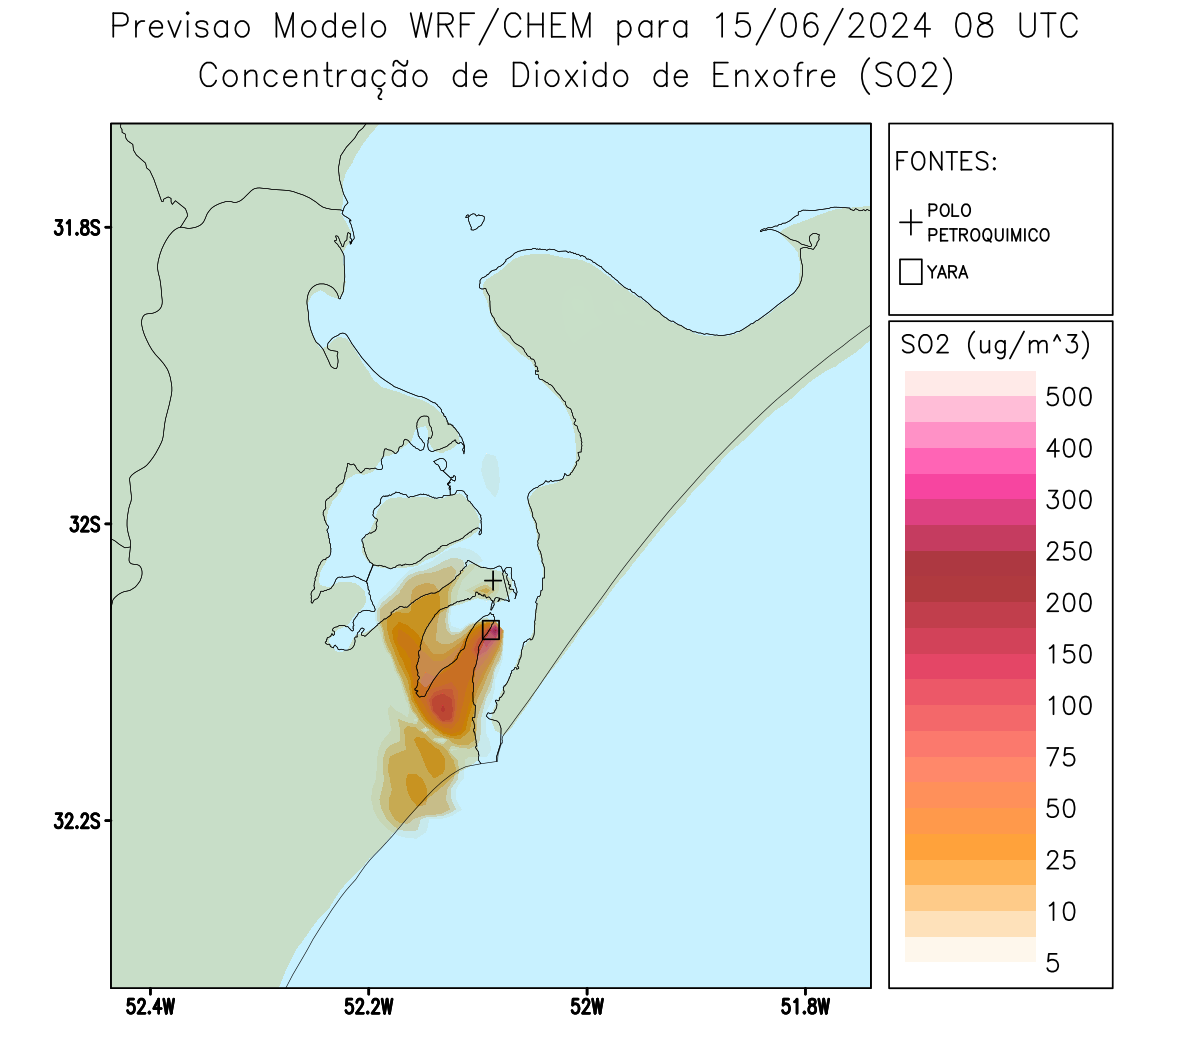 Previsao Modelo WRF/CHEM para 15/06/2024 08 UTC
Concentração de Dioxido de Enxofre (SO2)
FONTES:
POLO
PETROQUIMICO
YARA
31.8S
32S
32.2S
52.4W
52.2W
52W
51.8W
SO2 (ug/m^3)
500
400
300
250
200
150
100
75
50
25
10
5